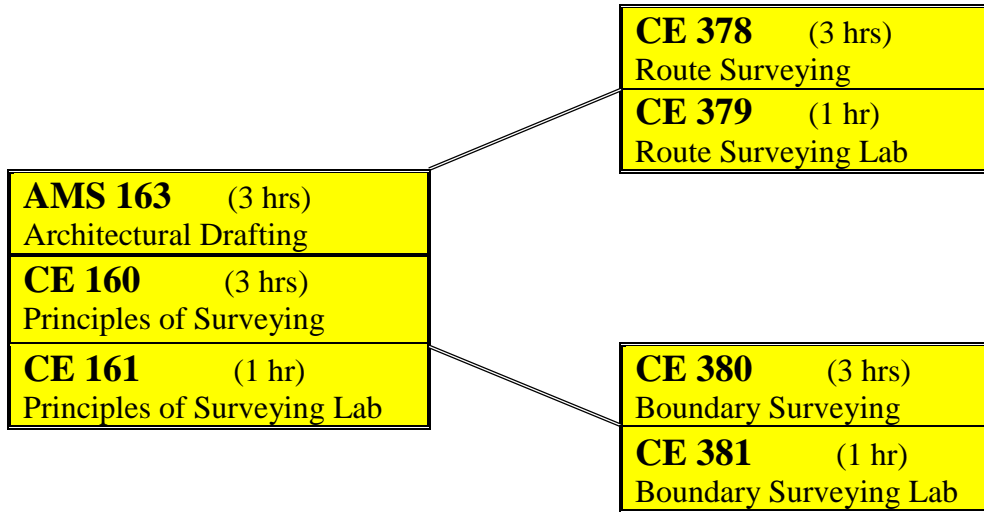 CE 378 (3 hrs)
Route Surveying
CE 379 (1 hr)
Route Surveying Lab
AMS 163 (3 hrs)
Architectural Drafting
CE 160 (3 hrs)
Principles of Surveying
CE 161 (1 hr)
Principles of Surveying Lab
CE 380 (3 hrs)
Boundary Surveying
CE 381 (1 hr)
Boundary Surveying Lab